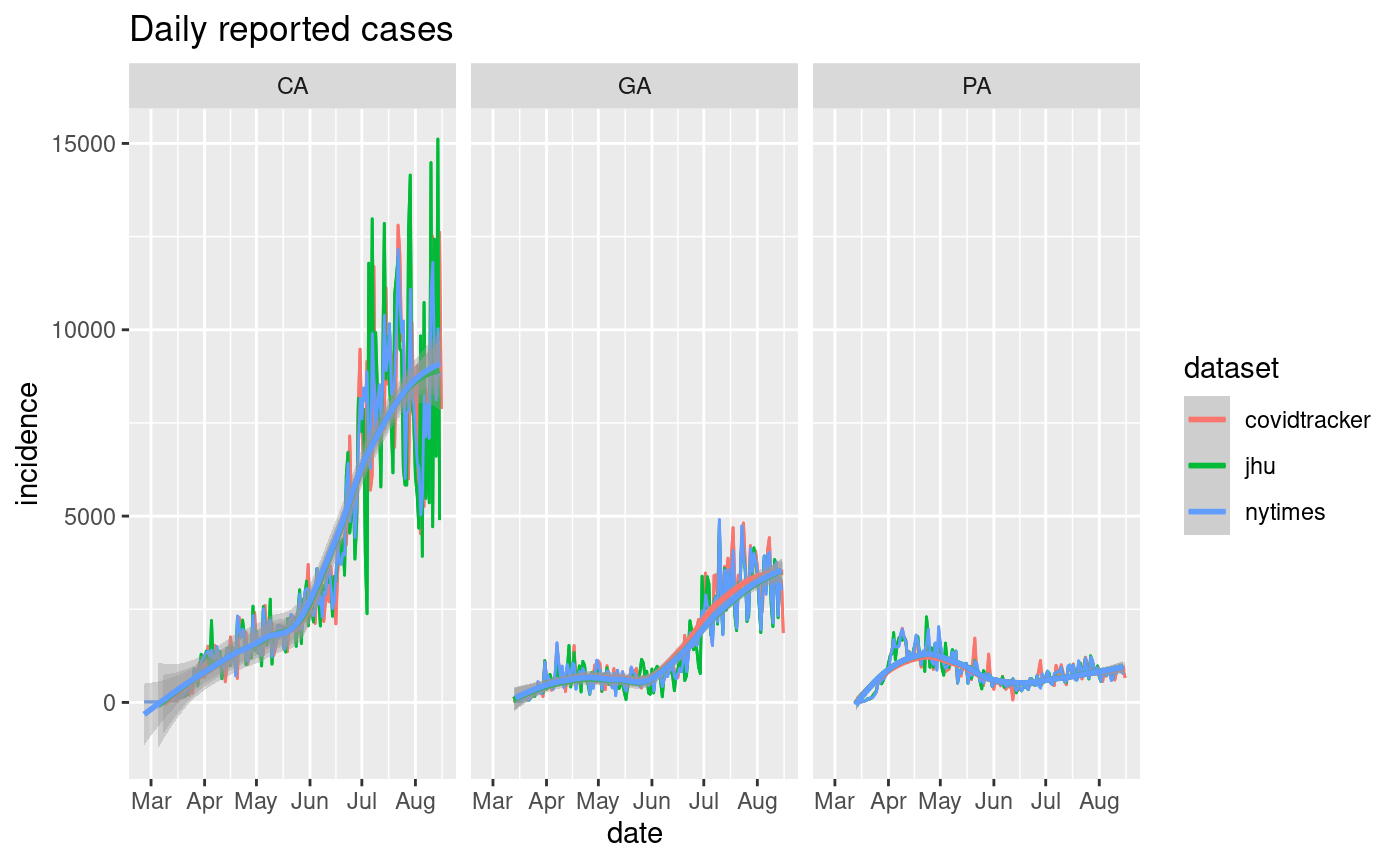 Daily reported cases
CA GA PA
15000
10000
5000
0
incidence
Mar Apr May Jun Jul Aug Mar Apr May Jun Jul Aug Mar Apr May Jun Jul Aug
date
dataset
covidtracker
jhu
nytimes